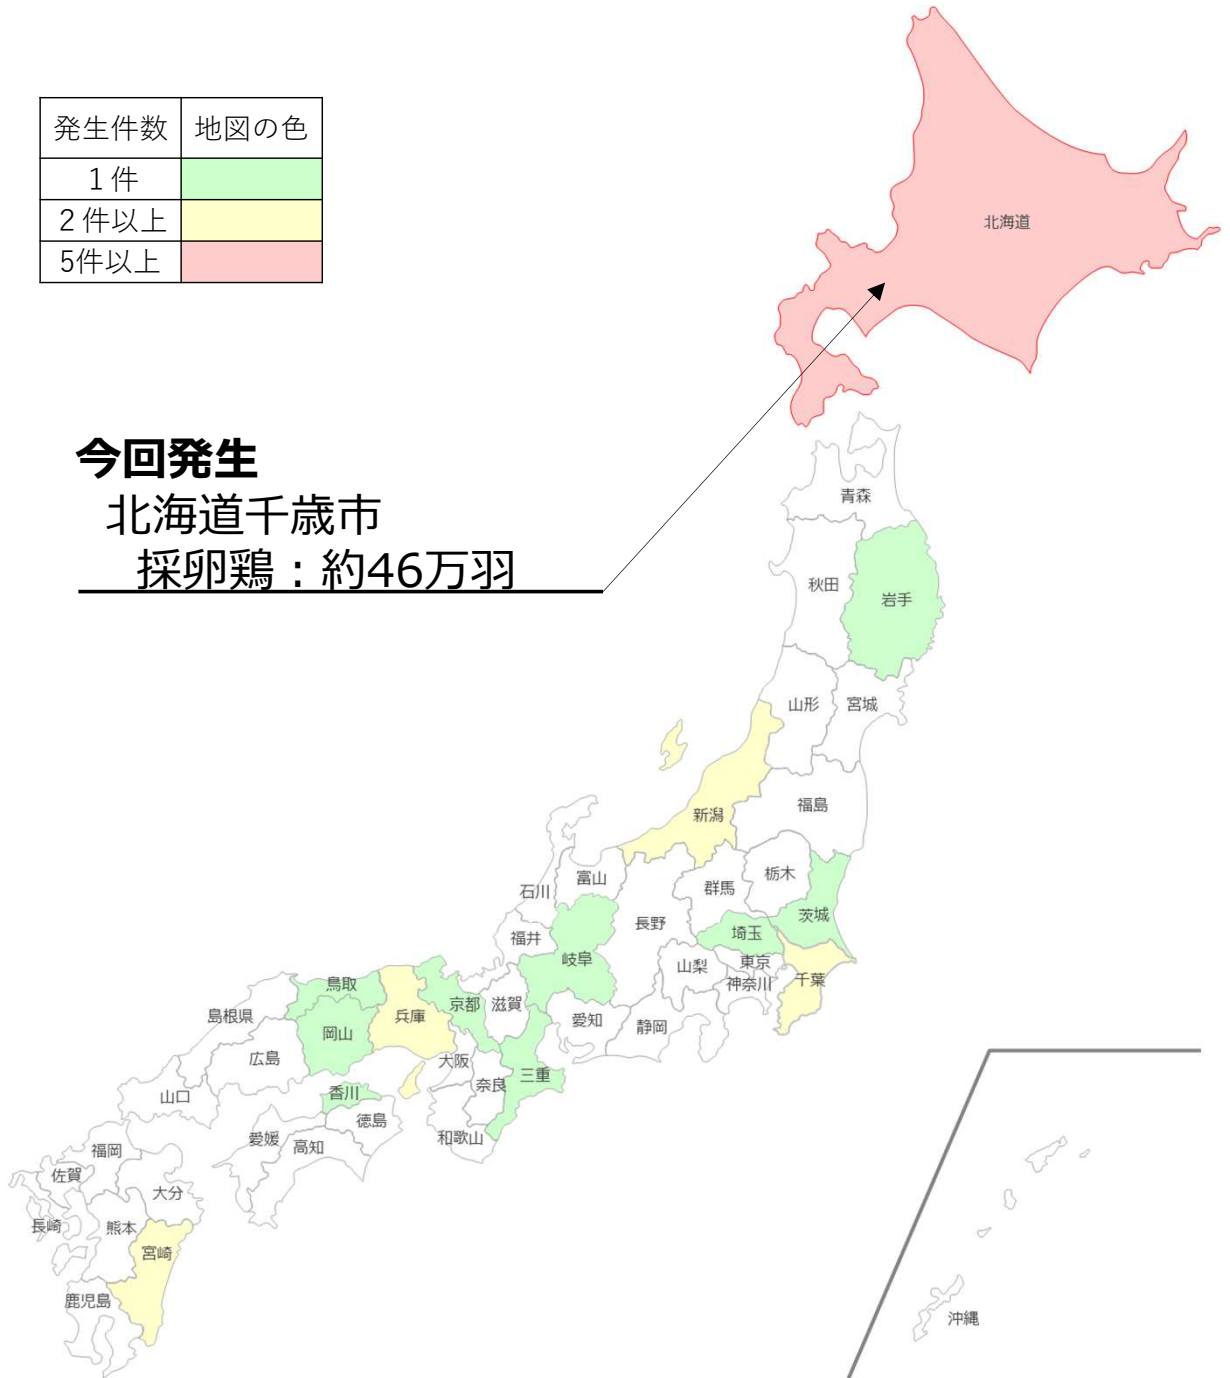 発生件数 地図の色
1件
2件以上
5件以上
今回発生
北海道千歳市
採卵鶏：約46万羽
北海道
青森
秋田
岩手
山形
宮城
新潟
福島
石川
富山
群馬
栃木
福井
岐阜
長野
埼玉
茨城
山梨
東京
神奈川
千葉
鳥取
島根県
岡山
兵庫
京都
滋賀
愛知
静岡
広島
大阪
奈良
三重
山口
香川
徳島
和歌山
愛媛
高知
福岡
佐賀
大分
長崎
熊本
宮崎
鹿児島
沖縄